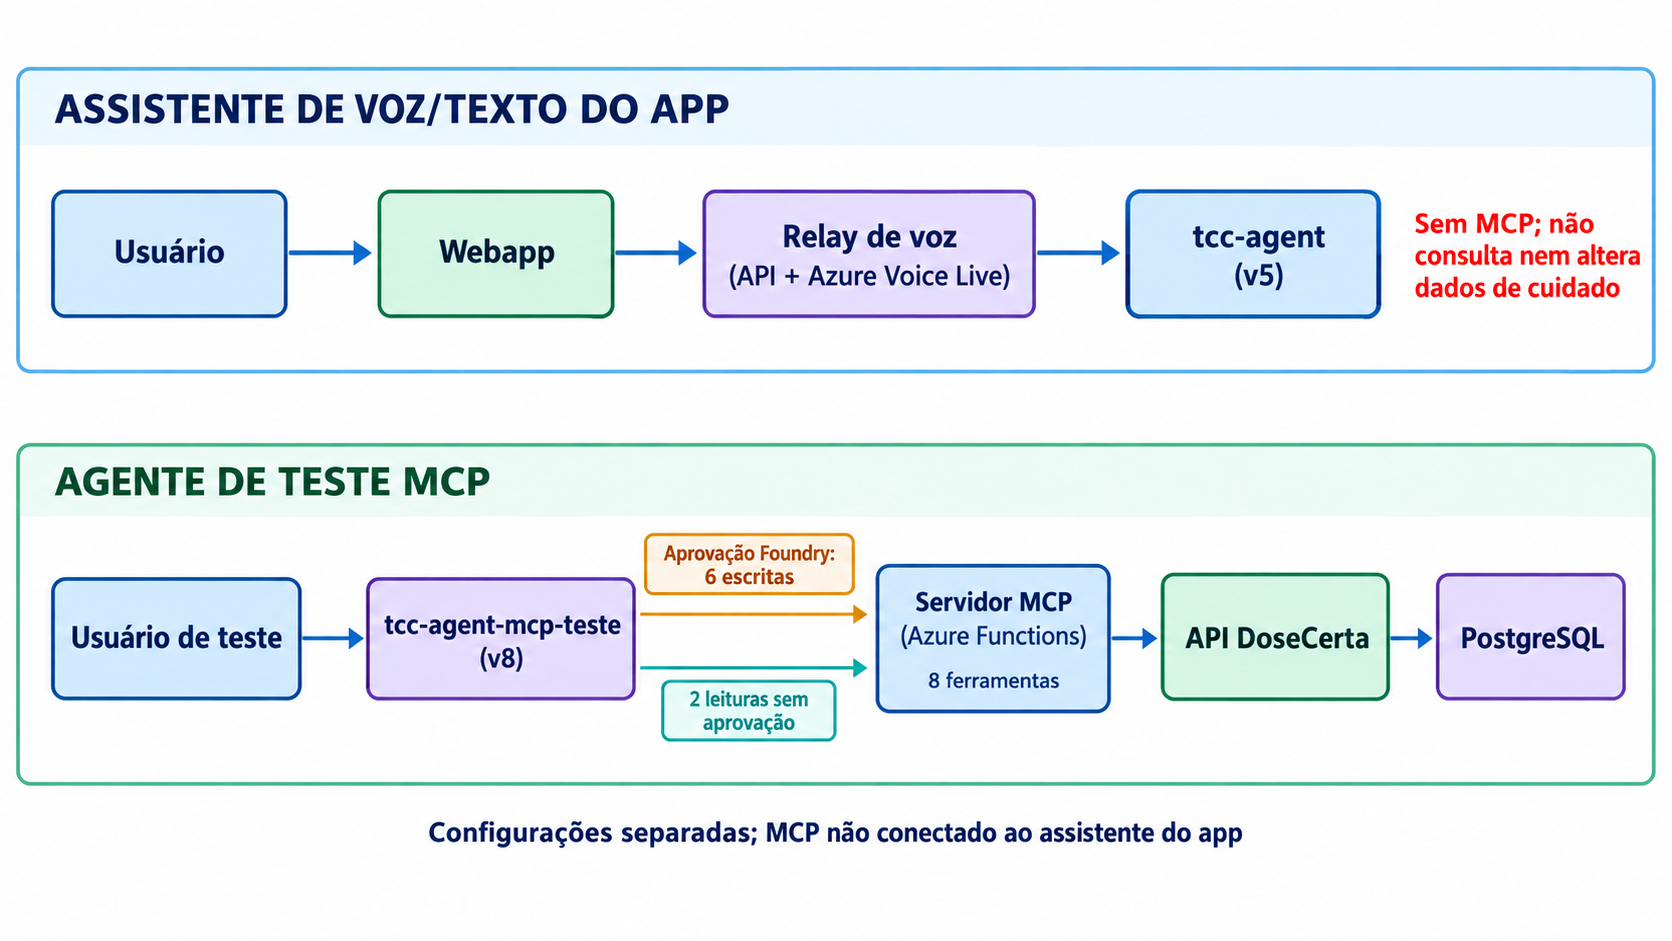 ASSISTENTE DE VOZ/TEXTO DO APP
Usuário
Webapp
Relay de voz
(API + Azure Voice Live)
tcc-agent
(v5)
Sem MCP; não
consulta nem altera
dados de cuidado
AGENTE DE TESTE MCP
Usuário de teste
tcc-agent-mcp-teste
(v8)
Aprovação Foundry:
6 escritas
2 leituras sem
aprovação
Servidor MCP
(Azure Functions)
8 ferramentas
API DoseCerta
PostgreSQL
Configurações separadas; MCP não conectado ao assistente do app